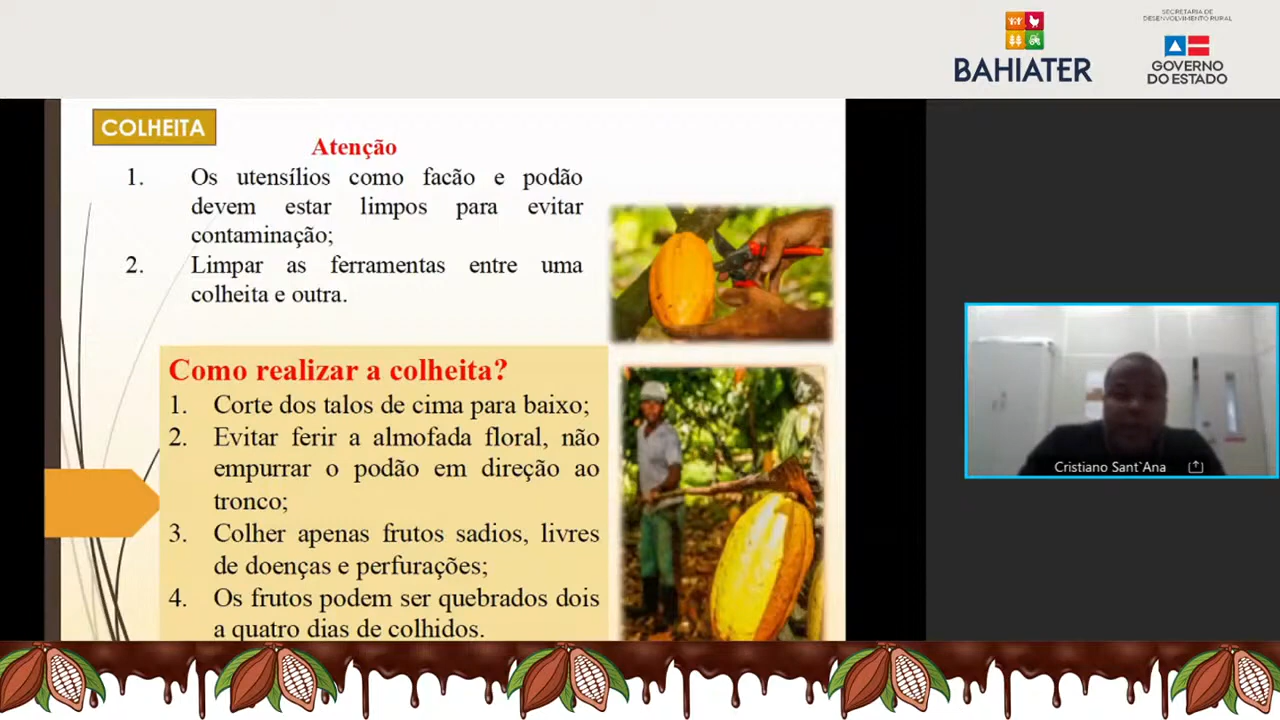 SECRETARIA DE
DESENVOLVIMENTO RURAL
BAHIATER
GOVERNO
DO ESTADO
COLHEITA
Atenção
1. Os utensílios como facão e podão
devem estar limpos para evitar
contaminação;
2. Limpar as ferramentas entre uma
colheita e outra.
Como realizar a colheita?
1. Corte dos talos de cima para baixo;
2. Evitar ferir a almofada floral, não
empurrar o podão em direção ao
tronco;
3. Colher apenas frutos sadios, livres
de doenças e perfurações;
4. Os frutos podem ser quebrados dois
a quatro dias de colhidos.
Cristiano Sant`Ana